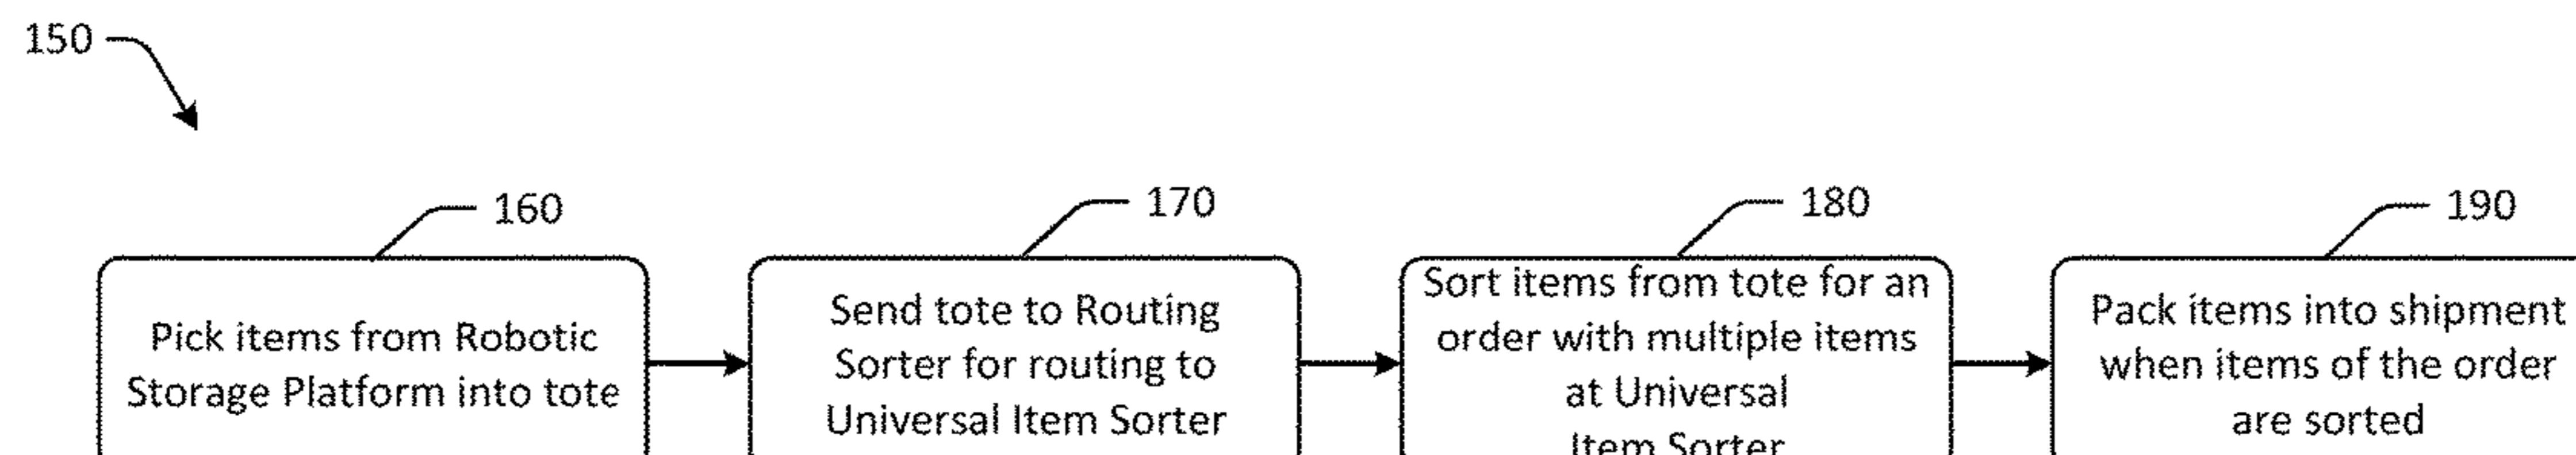 150
160
170
180
190
Pick items from Robotic
Storage Platform into tote
Send tote to Routing
Sorter for routing to
Universal Item Sorter
Sort items from tote for an
order with multiple items
at Universal
Item Sorter
Pack items into shipment
when items of the order
are sorted